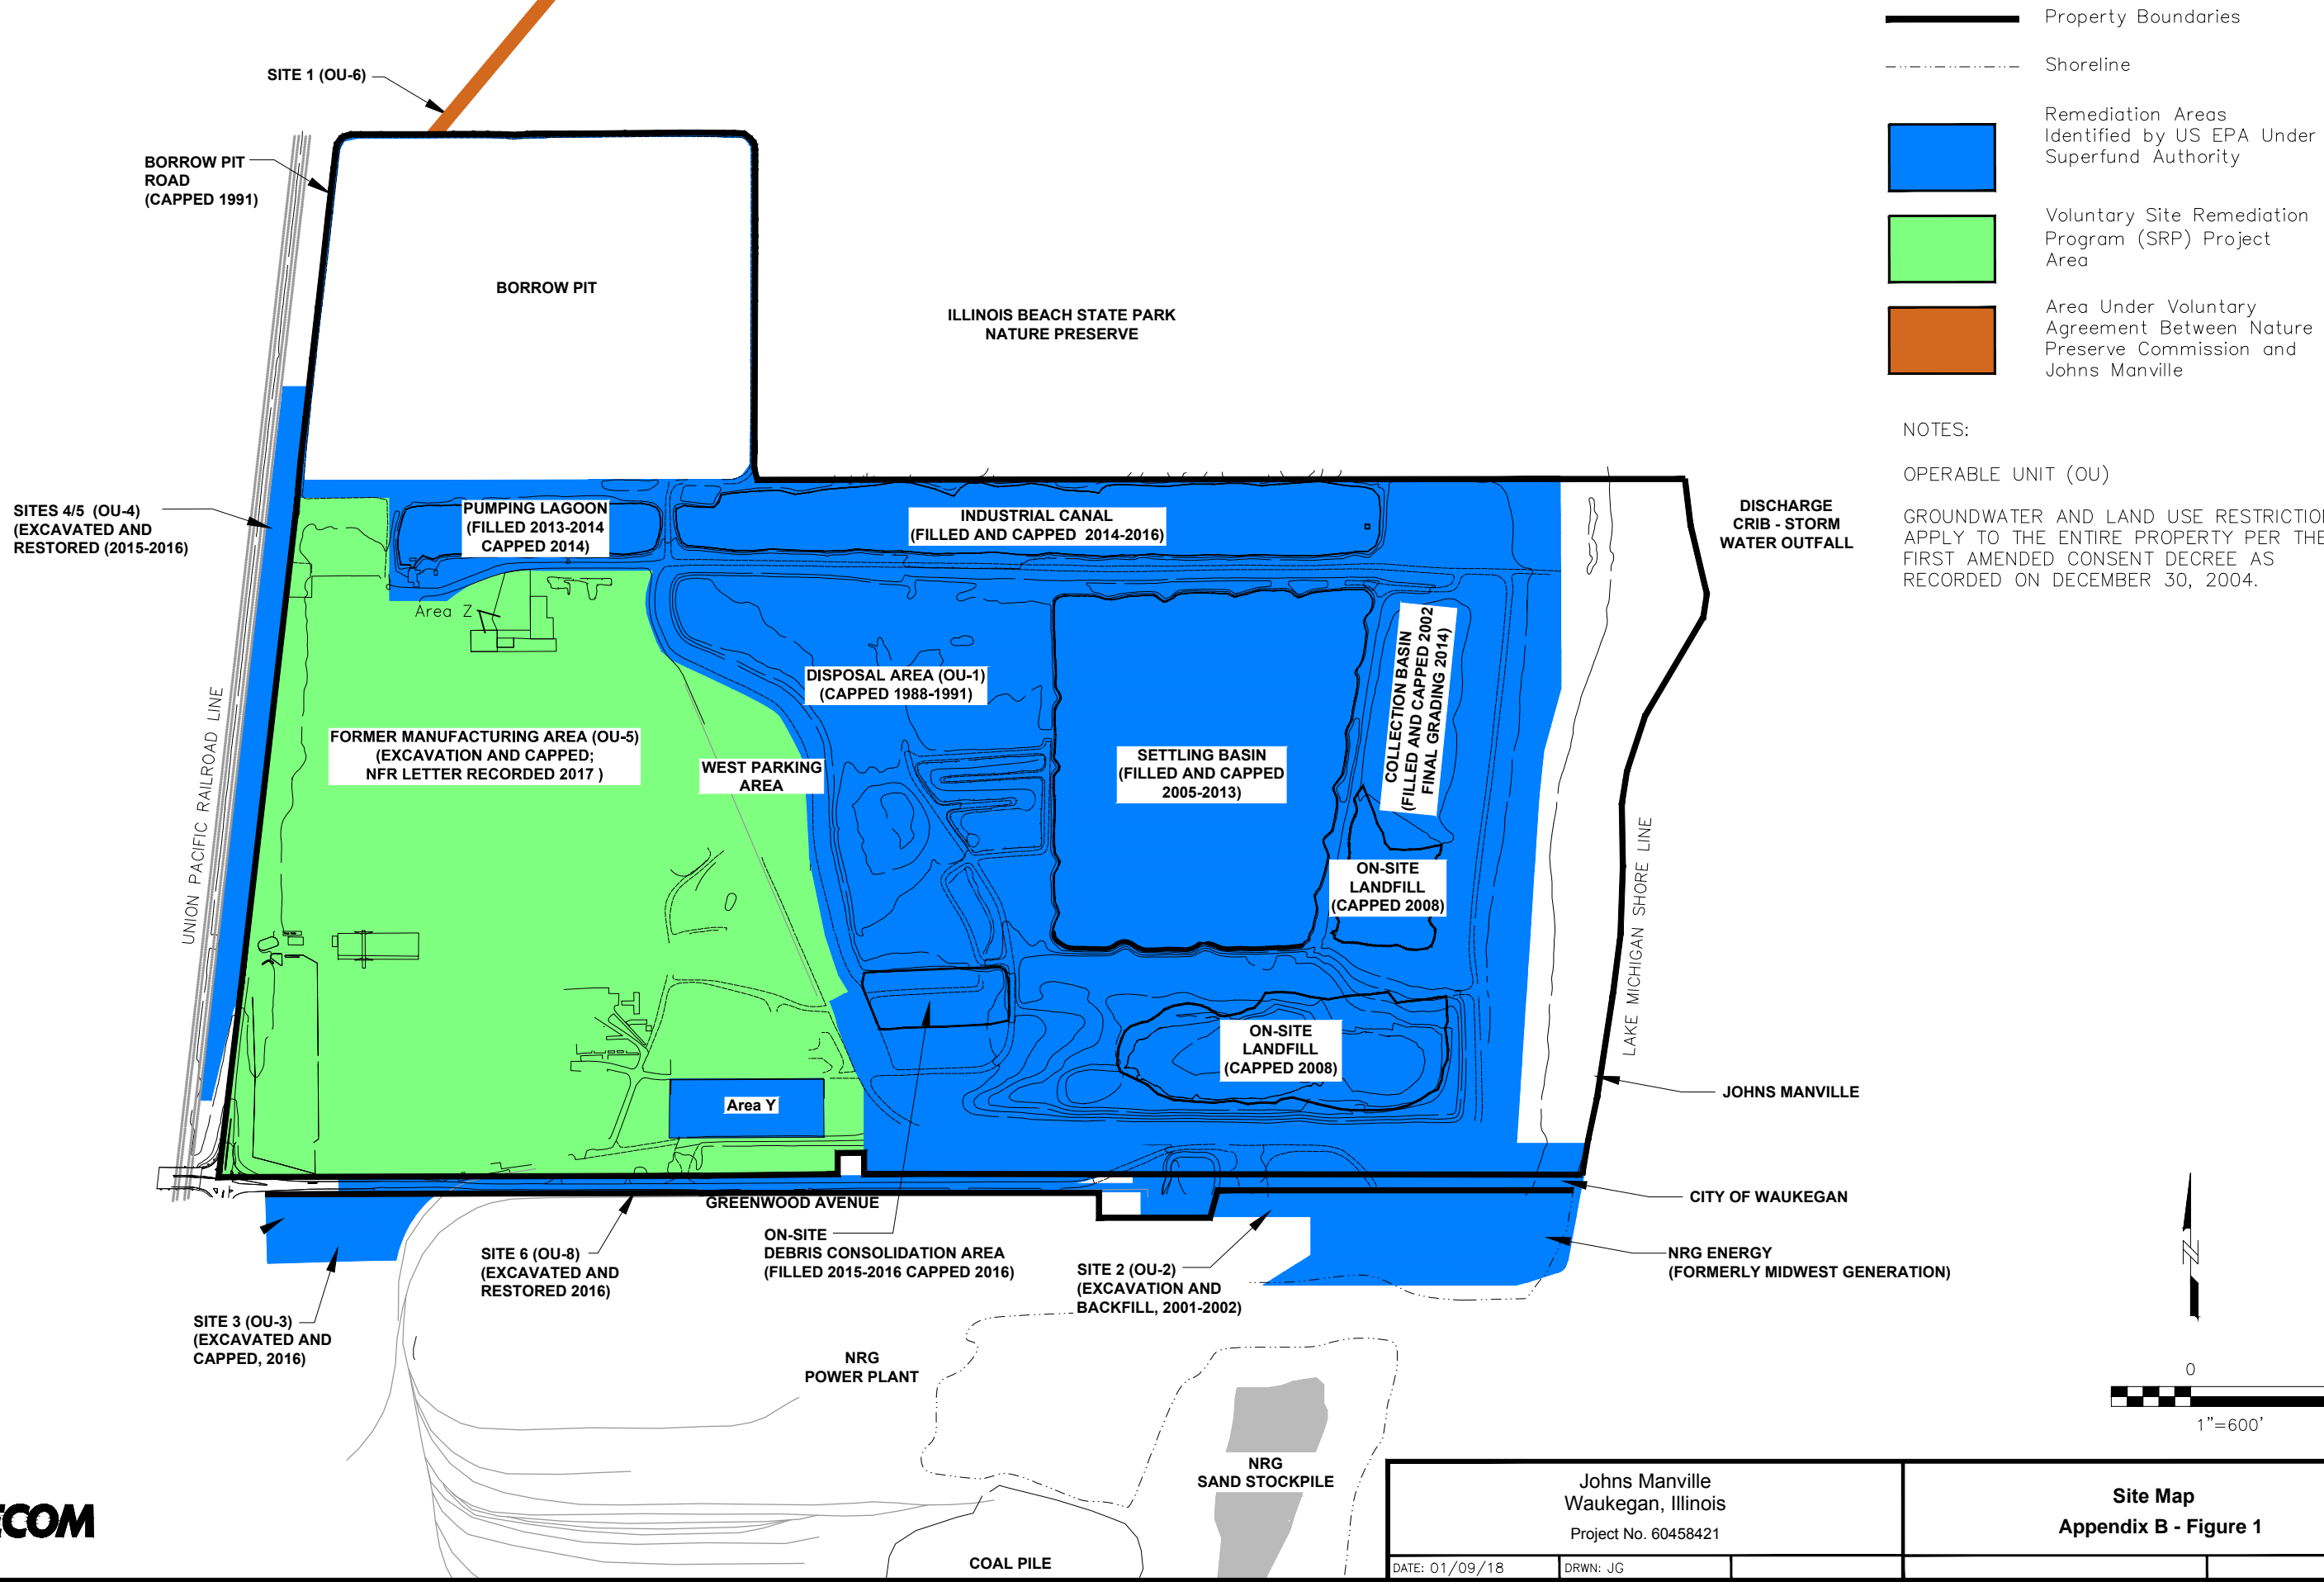 Property Boundaries
Shoreline
Remediation Areas
Identified by US EPA Under
Superfund Authority
Voluntary Site Remediation
Program (SRP) Project
Area
Area Under Voluntary
Agreement Between Nature
Preserve Commission and
Johns Manville
NOTES:
OPERABLE UNIT (OU)
GROUNDWATER AND LAND USE RESTRICTION
APPLY TO THE ENTIRE PROPERTY PER THE
FIRST AMENDED CONSENT DECREE AS
RECORDED ON DECEMBER 30, 2004.
SITE 1 (OU-6)
BORROW PIT
ROAD
(CAPPED 1991)
BORROW PIT
ILLINOIS BEACH STATE PARK
NATURE PRESERVE
SITES 4/5 (OU-4)
(EXCAVATED AND
RESTORED (2015-2016)
PUMPING LAGOON
(FILLED 2013-2014
CAPPED 2014)
INDUSTRIAL CANAL
(FILLED AND CAPPED 2014-2016)
DISCHARGE
CRIB - STORM
WATER OUTFALL
Area Z
DISPOSAL AREA (OU-1)
(CAPPED 1988-1991)
COLLECTION BASIN
(FILLED AND CAPPED 2002
FINAL GRADING 2014)
UNION PACIFIC RAILROAD LINE
FORMER MANUFACTURING AREA (OU-5)
(EXCAVATION AND CAPPED;
NFR LETTER RECORDED 2017 )
WEST PARKING
AREA
SETTLING BASIN
(FILLED AND CAPPED
2005-2013)
ON-SITE
LANDFILL
(CAPPED 2008)
LAKE MICHIGAN SHORE LINE
ON-SITE
LANDFILL
(CAPPED 2008)
Area Y
JOHNS MANVILLE
GREENWOOD AVENUE
CITY OF WAUKEGAN
SITE 6 (OU-8)
(EXCAVATED AND
RESTORED 2016)
ON-SITE
DEBRIS CONSOLIDATION AREA
(FILLED 2015-2016 CAPPED 2016)
SITE 2 (OU-2)
(EXCAVATION AND
BACKFILL, 2001-2002)
NRG ENERGY
(FORMERLY MIDWEST GENERATION)
SITE 3 (OU-3)
(EXCAVATED AND
CAPPED, 2016)
NRG
POWER PLANT
NRG
SAND STOCKPILE
COAL PILE
N
0
1"=600'
ECOM
Johns Manville
Waukegan, Illinois
Project No. 60458421
DATE: 01/09/18
DRWN: JG
Site Map
Appendix B - Figure 1